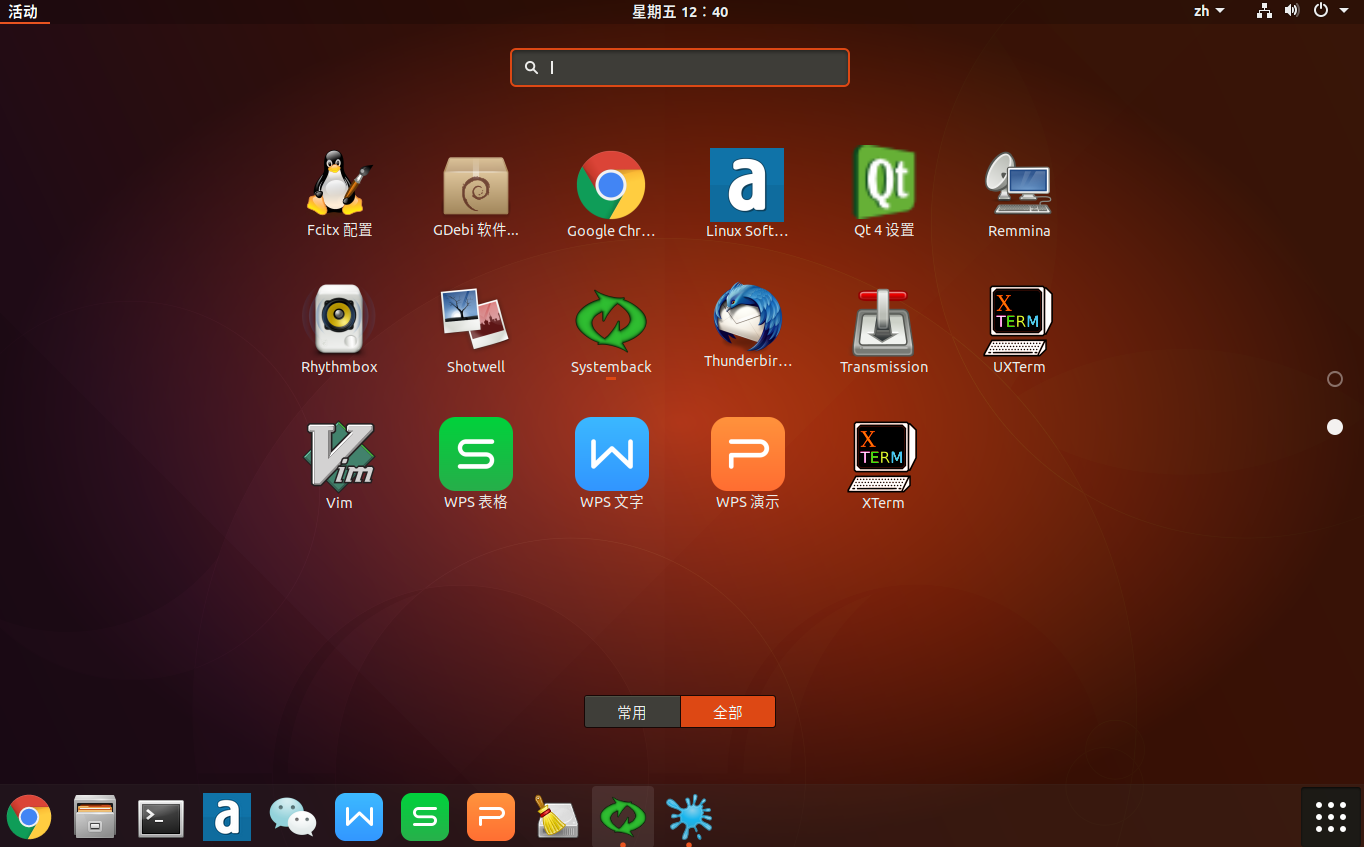 活动
星期五 12：40
zh
Fcitx 配置
GDebi 软件...
Google Chr...
Linux Soft...
Qt 4 设置
Remmina
Rhythmbox
Shotwell
Systemback
Thunderbir...
Transmission
X
TERM
UXTerm
Vim
WPS 表格
WPS 文字
WPS 演示
X
TERM
XTerm
常用
全部